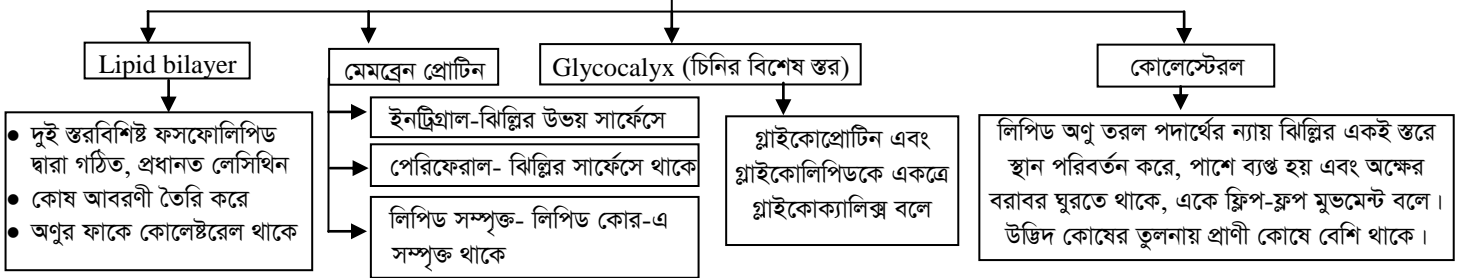 Lipid bilayer
● দুই স্তরবিশিষ্ট ফসফোলিপিড
দ্বারা গঠিত, প্রধানত লেসিথিন
● কোষ আবরণী তৈরি করে
● অণুর ফাকে কোলেষ্টরেল থাকে
মেমব্রেন প্রোটিন
ইনট্রিগ্রাল-ঝিল্লির উভয় সার্ফেসে
পেরিফেরাল- ঝিল্লির সার্ফেসে থাকে
লিপিড সম্পৃক্ত- লিপিড কোর-এ
সম্পৃক্ত থাকে
Glycocalyx (চিনির বিশেষ স্তর)
গ্লাইকোপ্রোটিন এবং
গ্লাইকোলিপিডকে একত্রে
গ্লাইকোক্যালিক্স বলে
কোলেস্টেরল
লিপিড অণু তরল পদার্থের ন্যায় ঝিল্লির একই স্তরে
স্থান পরিবর্তন করে, পাশে ব্যপ্ত হয় এবং অক্ষের
বরাবর ঘুরতে থাকে, একে ফ্লিপ-ফ্লপ মুভমেন্ট বলে।
উদ্ভিদ কোষের তুলনায় প্রাণী কোষে বেশি থাকে।